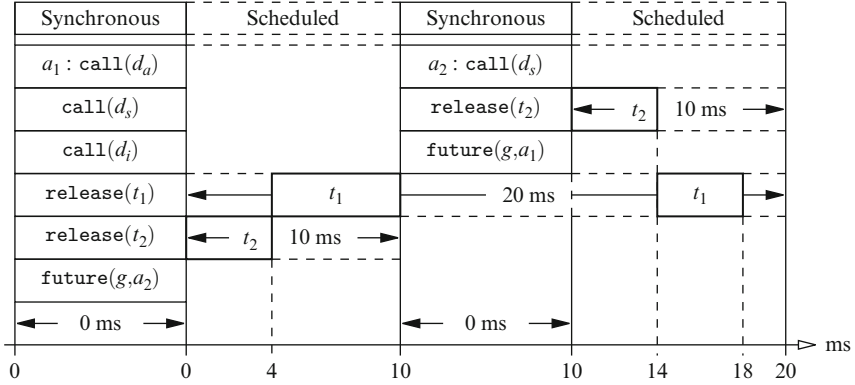 Synchronous Scheduled Synchronous Scheduled
a₁ : call(dₐ) a₂ : call(dₛ)
call(dₛ) release(t₂) t₂ 10 ms
call(dᵢ) future(g,a₁)
release(t₁) t₁ 20 ms t₁
release(t₂) t₂ 10 ms
future(g,a₂)
0 ms 0 ms
ms
0 0 4 10 10 14 18 20